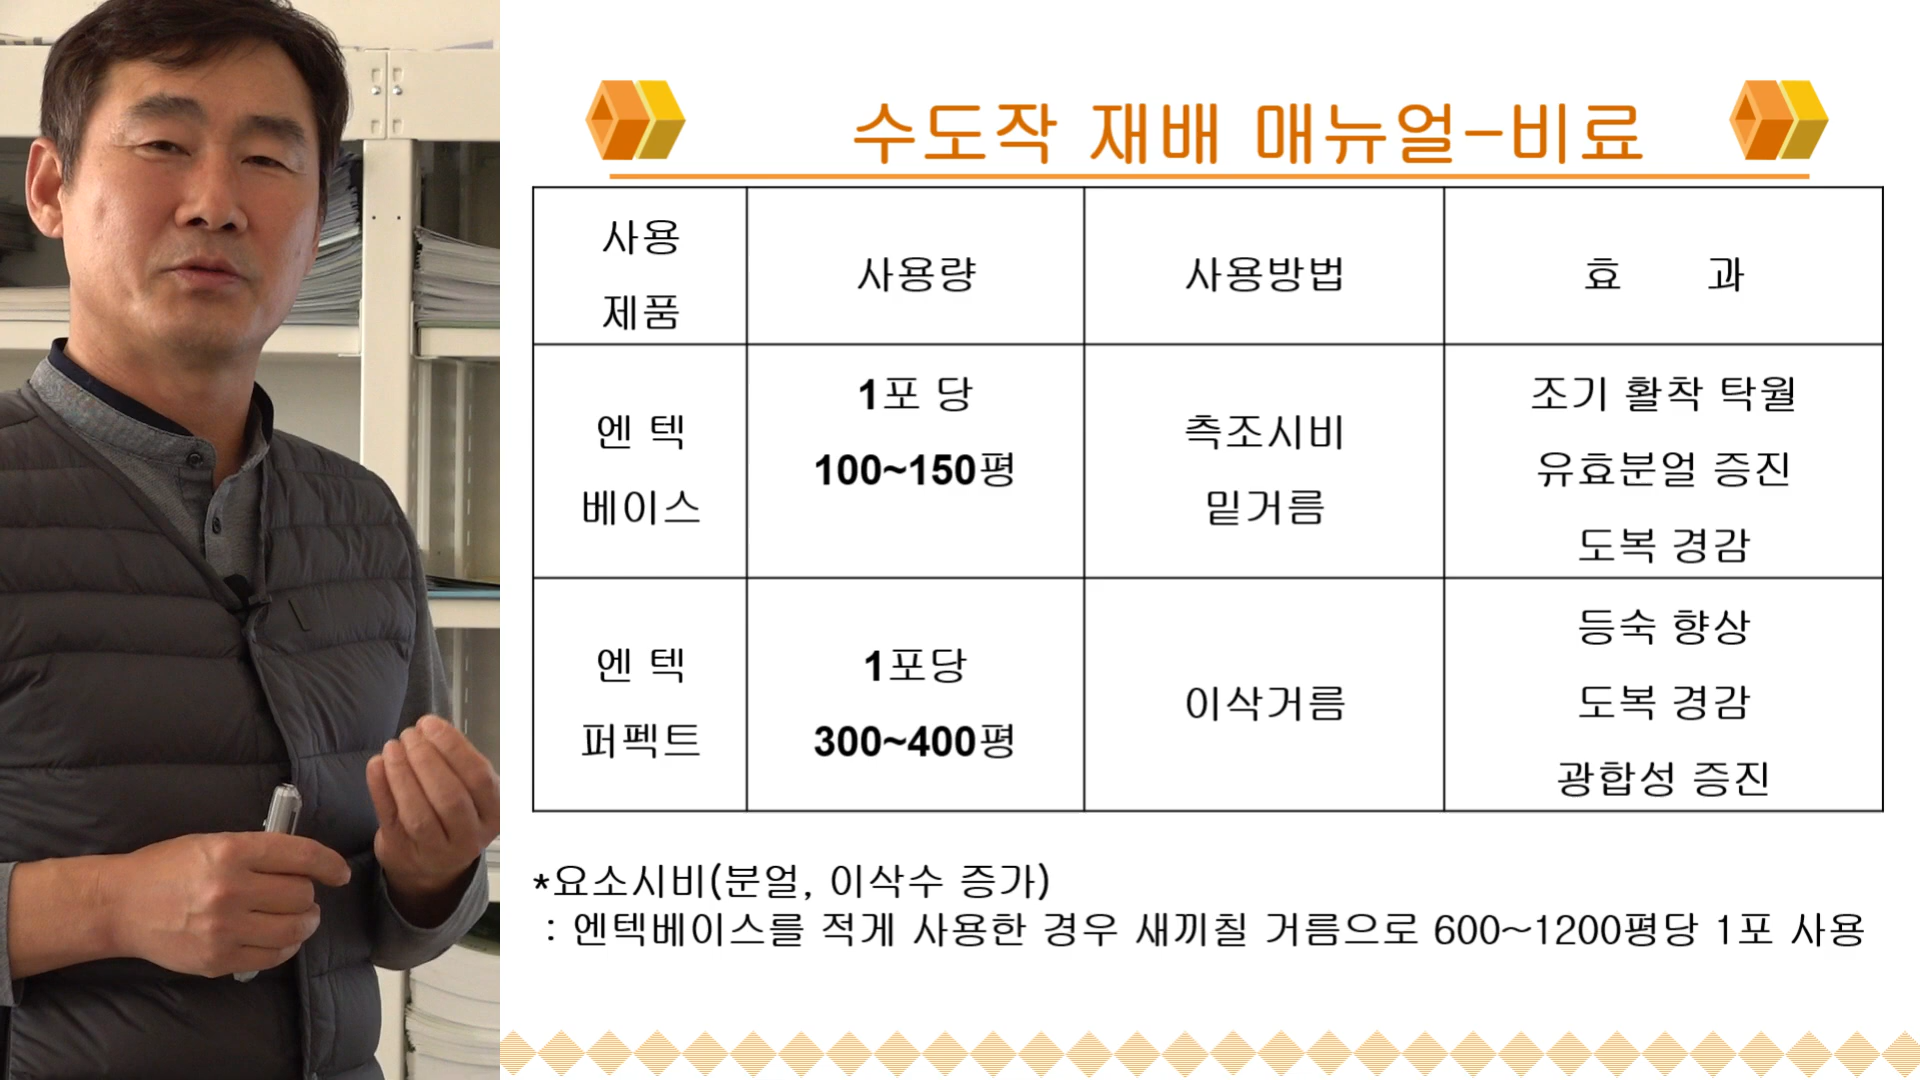 수도작 재배 매뉴얼-비료
사용
제품
사용량
사용방법
효 과
엔 텍
베이스
1포 당
100~150평
측조시비
밑거름
조기 활착 탁월
유효분얼 증진
도복 경감
엔 텍
퍼펙트
1포당
300~400평
이삭거름
등숙 향상
도복 경감
광합성 증진
*요소시비(분얼, 이삭수 증가)
: 엔텍베이스를 적게 사용한 경우 새끼칠 거름으로 600~1200평당 1포 사용